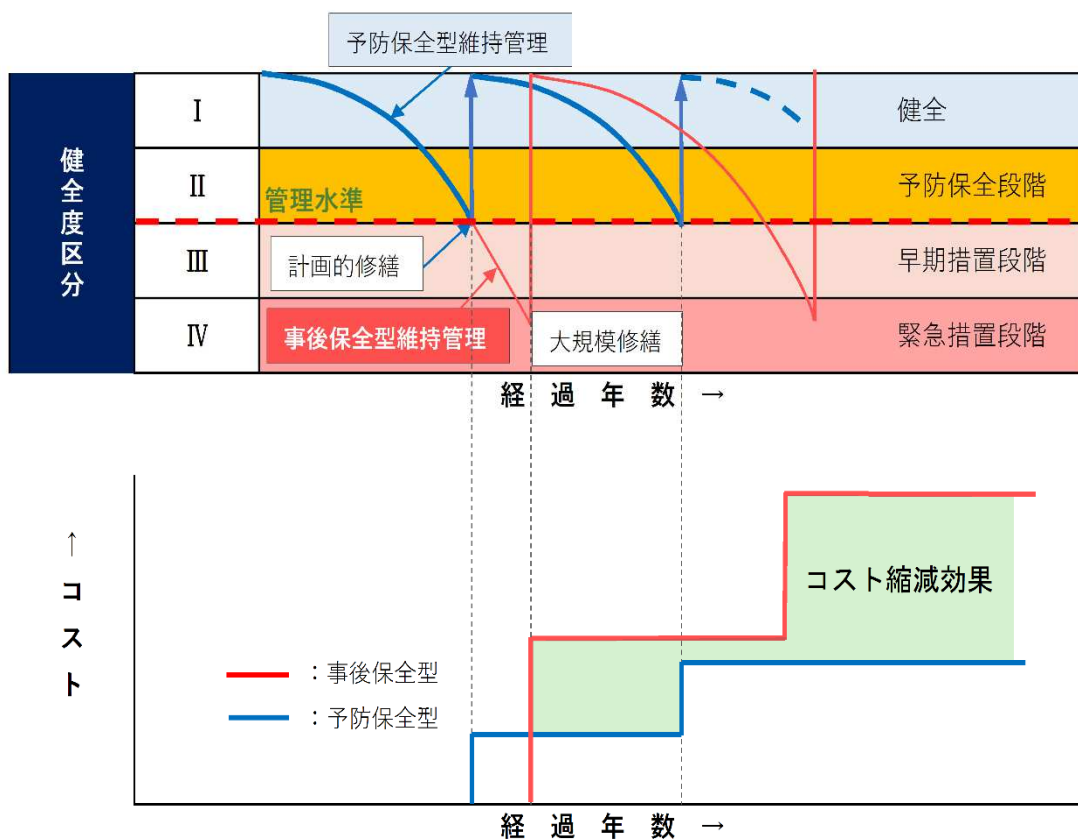 予防保全型維持管理
健全度区分
Ⅰ
健全
Ⅱ
予防保全段階
管理水準
Ⅲ
計画的修繕
早期措置段階
Ⅳ
事後保全型維持管理
大規模修繕
緊急措置段階
経過年数→
↑コスト
コスト縮減効果
：事後保全型
：予防保全型
経過年数→